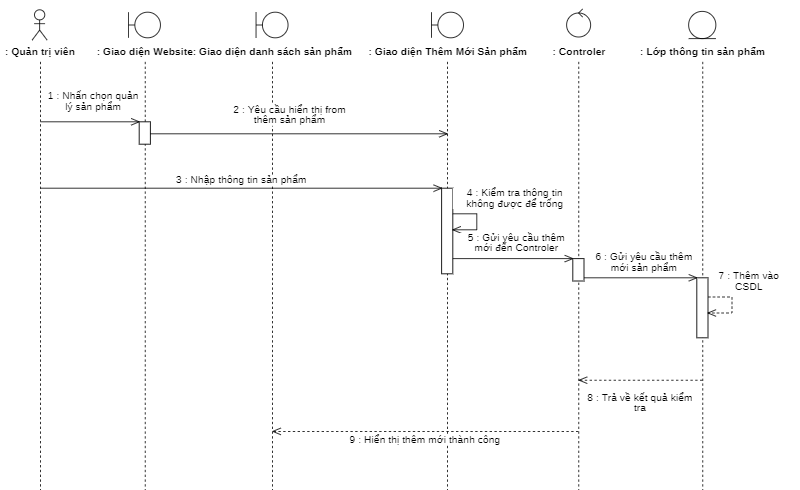 : Quản trị viên
: Giao diện Website
: Giao diện danh sách sản phẩm
: Giao diện Thêm Mới Sản phẩm
: Controler
: Lớp thông tin sản phẩm
1 : Nhấn chọn quản
lý sản phẩm
2 : Yêu cầu hiển thị from
thêm sản phẩm
3 : Nhập thông tin sản phẩm
4 : Kiểm tra thông tin
không được để trống
5 : Gửi yêu cầu thêm
mới đến Controler
6 : Gửi yêu cầu thêm
mới sản phẩm
7 : Thêm vào
CSDL
8 : Trả về kết quả kiểm
tra
9 : Hiển thị thêm mới thành công